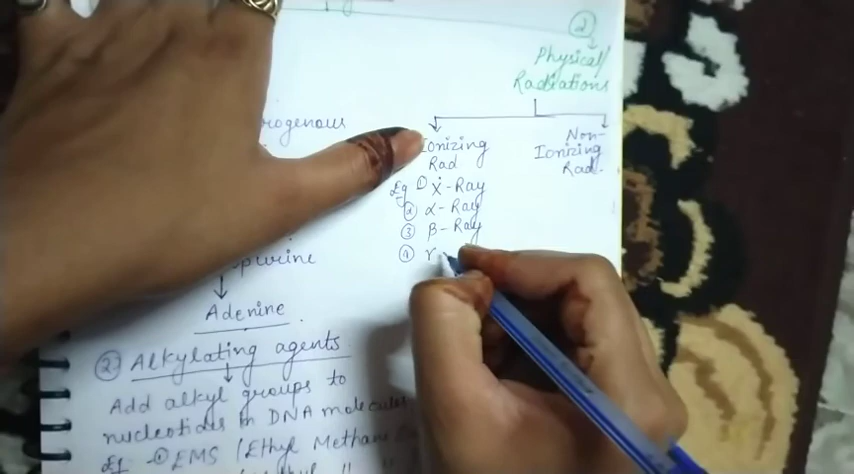 ②
Physical/
Radiations
rogenous
Ionizing
Rad
Non-
Ionizing
Rad.
Eg ① X-Ray
② α-Ray
③ β-Ray
④ γ-
-purine
Adenine
② Alkylating agents
Add alkyl groups to
nucleotides in DNA molecules
Eg - ① EMS (Ethyl Methane